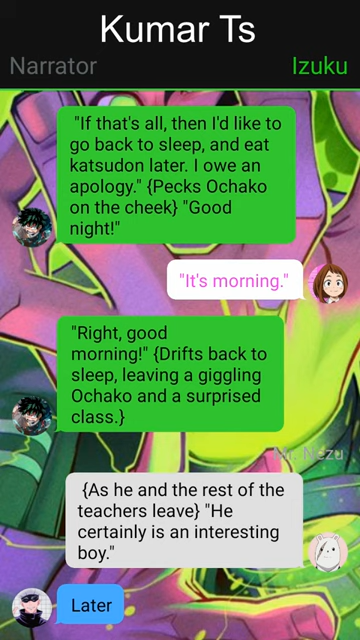 Kumar Ts
Narrator
Izuku
"If that's all, then I'd like to
go back to sleep, and eat
katsudon later. I owe an
apology." {Pecks Ochako
on the cheek} "Good
night!"
"It's morning."
"Right, good
morning!" {Drifts back to
sleep, leaving a giggling
Ochako and a surprised
class.}
Mr. Nezu
{As he and the rest of the
teachers leave} "He
certainly is an interesting
boy."
Later